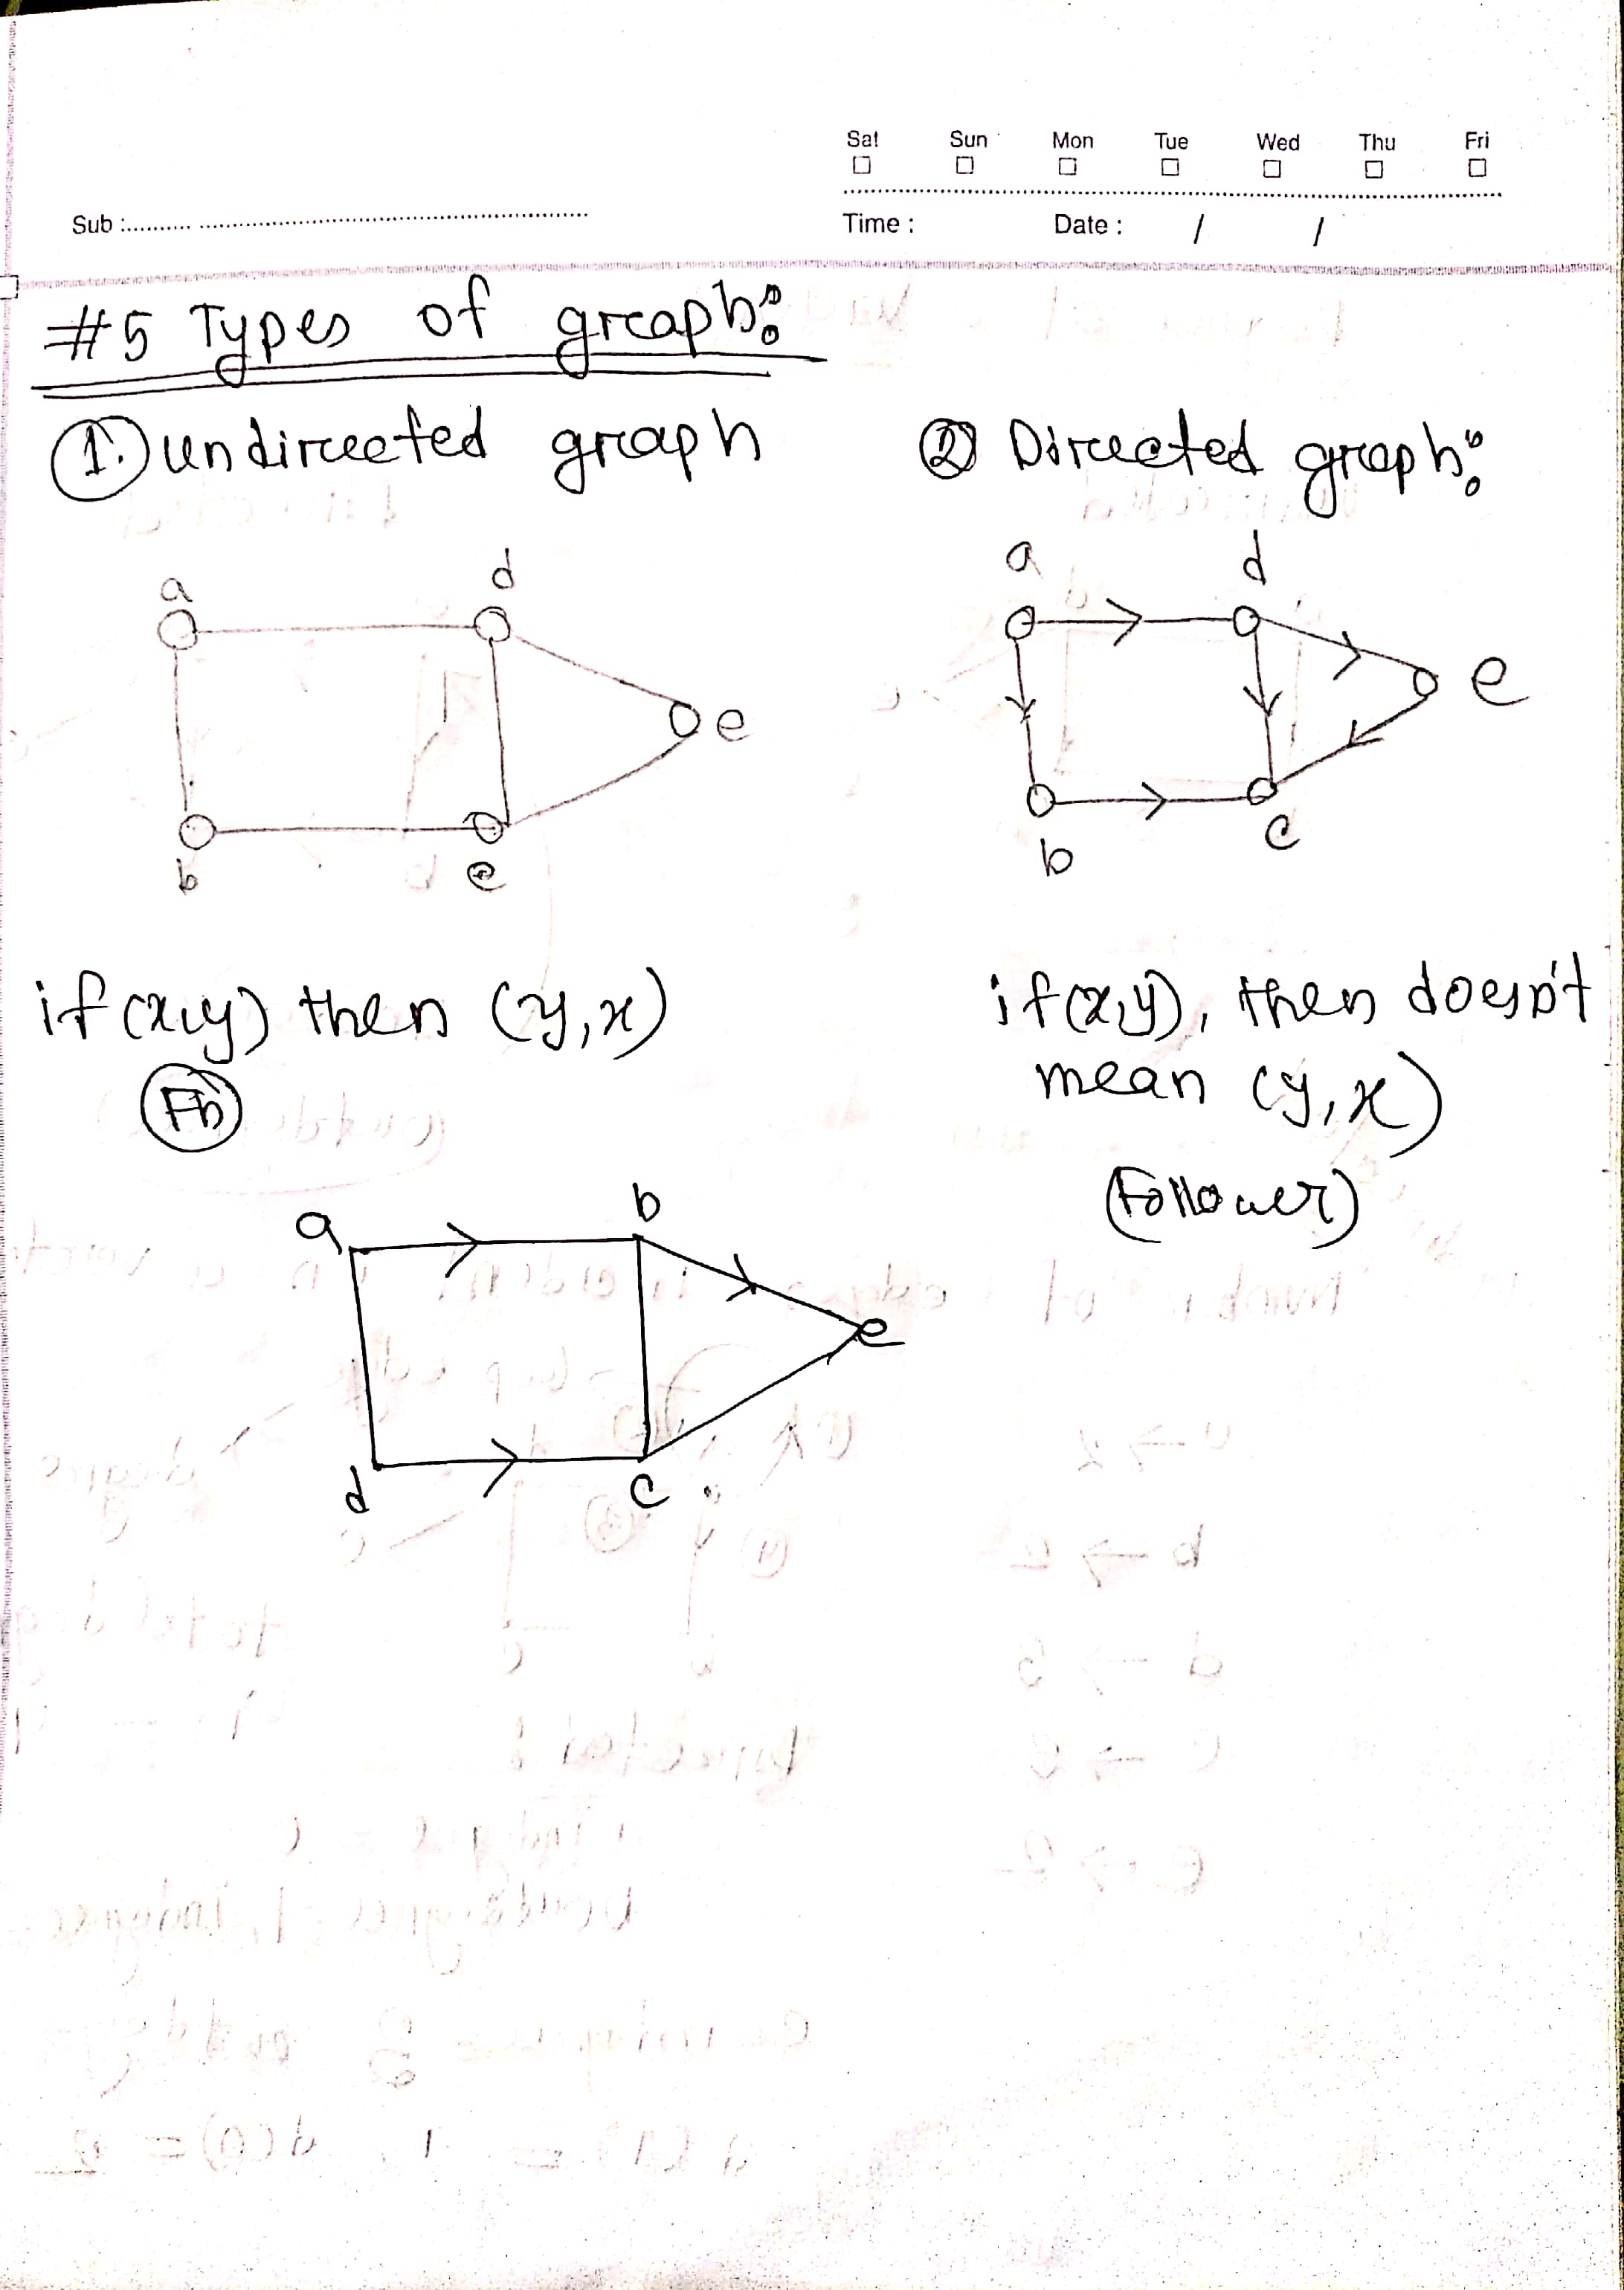 Sat Sun Mon Tue Wed Thu Fri
Sub :
Time : Date : / /
#5 Types of graph:
1. undirected graph
2 Directed graph:
a d
e
b c
a d
e
b c
if (x,y) then (y,x)
Fb
if (x,y), then doesn't
mean (y,x)
(Follower)
a b
e
d c